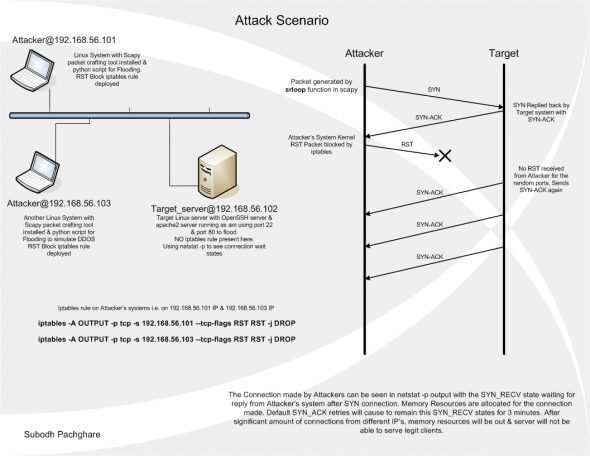 Attack Scenario
Attacker@192.168.56.101
Linux System with
Scapy
packet crafting tool installed &
python script for Flooding.
RST Block iptables rule
deployed
Attacker@192.168.56.103
Another Linux System with
Scapy packet crafting tool
installed & python script for
Flooding to simulate DDOS
RST Block iptables rule
deployed
Target_server@192.168.56.102
Target Linux server with OpenSSH server &
apache2 server running as am using port 22
& port 80 to flood.
NO iptables rule present here.
Using netstat -p to see connection wait
states
Attacker
Target
Packet generated by
srloop function in scapy
SYN
SYN Replied back by
Target system with
SYN-ACK
SYN-ACK
Attacker's System Kernel
RST Packet blocked by
iptables
RST
No RST received
from Attacker for the
random ports, Sends
SYN-ACK again
SYN-ACK
SYN-ACK
SYN-ACK
Iptables rule on Attacker's systems i.e. on 192.168.56.101 IP & 192.168.56.103 IP
iptables -A OUTPUT -p tcp -s 192.168.56.101 --tcp-flags RST RST -j DROP
iptables -A OUTPUT -p tcp -s 192.168.56.103 --tcp-flags RST RST -j DROP
The Connection made by Attackers can be seen in netstat -p output with the SYN_RECV state waiting for
reply from Attacker's system after SYN connection. Memory Resources are allocated for the connection
made. Default SYN_ACK retries will cause to remain this SYN_RECV states for 3 minutes. After
significant amount of connections from different IP's, memory resources will be out & server will not be
able to serve legit clients.
Subodh Pachghare